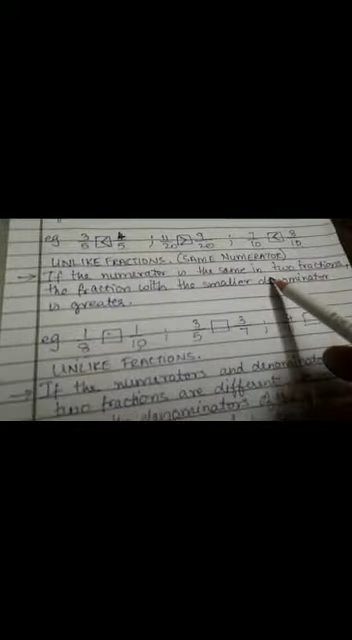 eg 3/5 [<] 4/5 ; 11/20 [>] 9/20 ; 7/10 [<] 8/10
UNLIKE FRACTIONS. (SAME NUMERATOR)
→ If the numerator is the same in two fractions,
the fraction with the smaller denominator
is greater.
eg 1/8 □ 1/10 ; 3/5 □ 3/7 ;
UNLIKE FRACTIONS.
→ If the numerators and
two fractions are different
denominators of